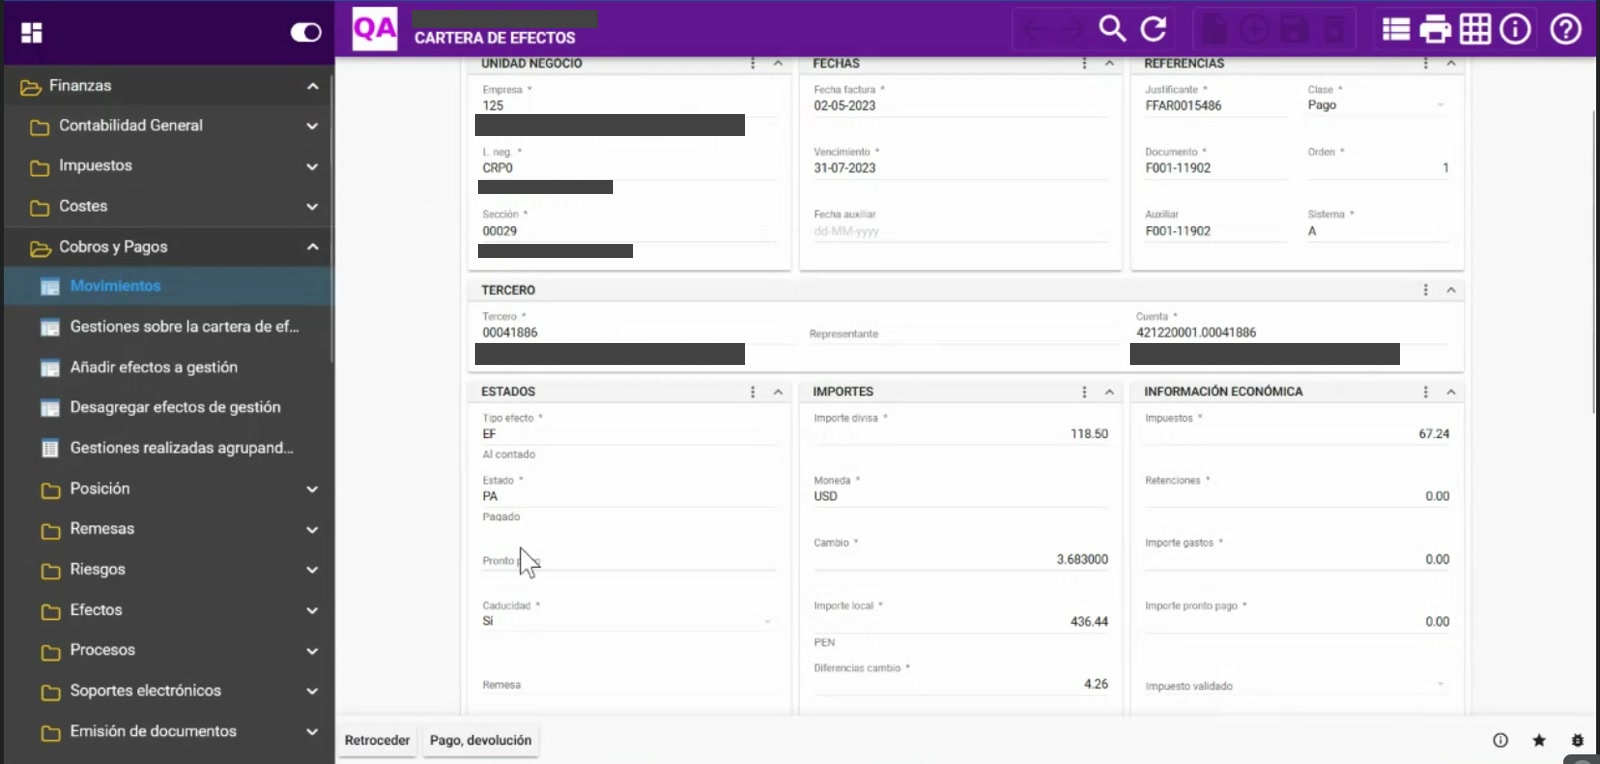 QA
CARTERA DE EFECTOS
Finanzas
Contabilidad General
Impuestos
Costes
Cobros y Pagos
Movimientos
Gestiones sobre la cartera de ef...
Añadir efectos a gestión
Desagregar efectos de gestión
Gestiones realizadas agrupand...
Posición
Remesas
Riesgos
Efectos
Procesos
Soportes electrónicos
Emisión de documentos
UNIDAD NEGOCIO
Empresa *
125
L. neg. *
CRP0
Sección *
00029
FECHAS
Fecha factura *
02-05-2023
Vencimiento *
31-07-2023
Fecha auxiliar
dd-MM-yyyy
REFERENCIAS
Justificante *
FFAR0015486
Clase *
Pago
Documento *
F001-11902
Orden *
1
Auxiliar
F001-11902
Sistema *
A
TERCERO
Tercero *
00041886
Representante
Cuenta *
421220001.00041886
ESTADOS
Tipo efecto *
EF
Al contado
Estado *
PA
Pagado
Pronto
Caducidad *
Sí
Remesa
IMPORTES
Importe divisa *
118.50
Moneda *
USD
Cambio *
3.683000
Importe local *
436.44
PEN
Diferencias cambio *
4.26
INFORMACIÓN ECONÓMICA
Impuestos *
67.24
Retenciones *
0.00
Importe gastos *
0.00
Importe pronto pago *
0.00
Impuesto validado
Retroceder
Pago, devolución